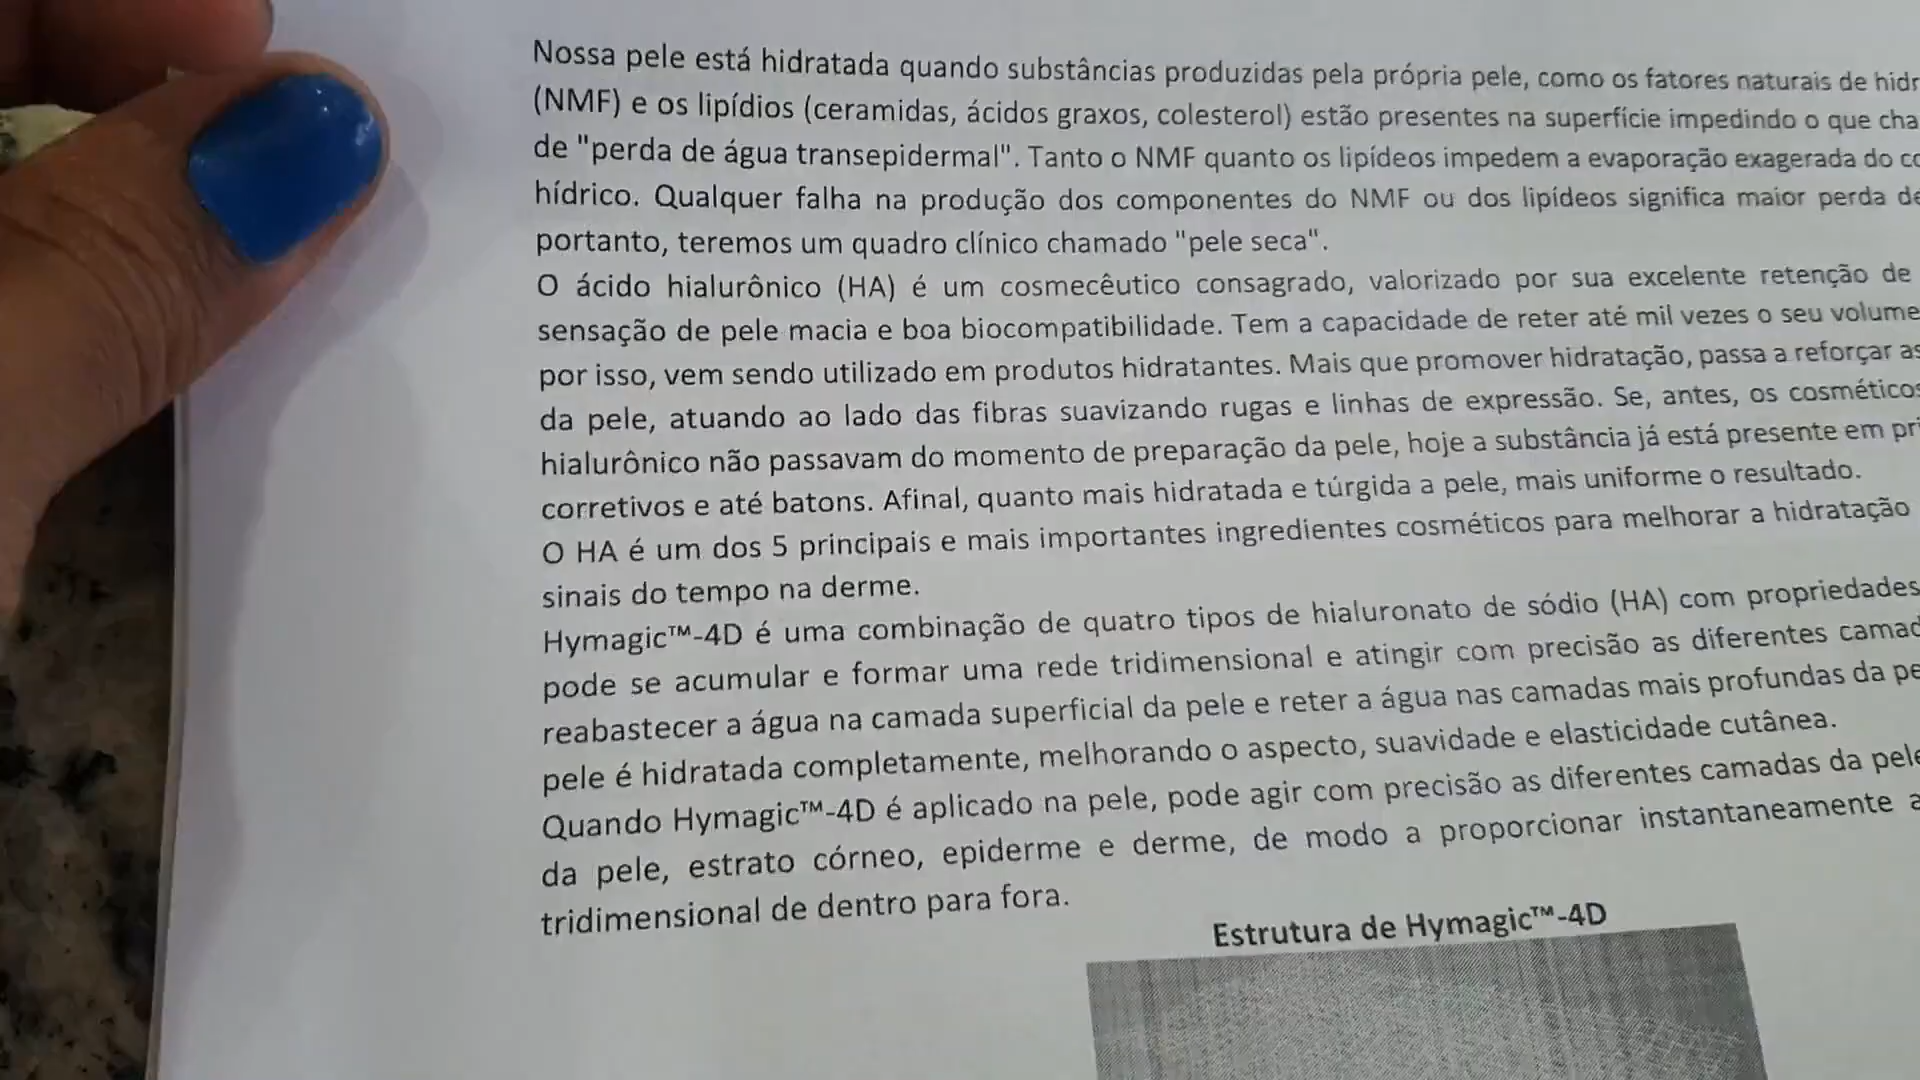 Nossa pele está hidratada quando substâncias produzidas pela própria pele, como os fatores naturais de
(NMF) e os lipídios (ceramidas, ácidos graxos, colesterol) estão presentes na superfície impedindo o que
de "perda de água transepidermal". Tanto o NMF quanto os lipídeos impedem a evaporação exagerada do
hídrico. Qualquer falha na produção dos componentes do NMF ou dos lipídeos significa maior perda de
portanto, teremos um quadro clínico chamado "pele seca".
O ácido hialurônico (HA) é um cosmecêutico consagrado, valorizado por sua excelente retenção de
sensação de pele macia e boa biocompatibilidade. Tem a capacidade de reter até mil vezes o seu volume
por isso, vem sendo utilizado em produtos hidratantes. Mais que promover hidratação, passa a reforçar as
da pele, atuando ao lado das fibras suavizando rugas e linhas de expressão. Se, antes, os cosméticos
hialurônico não passavam do momento de preparação da pele, hoje a substância já está presente em
corretivos e até batons. Afinal, quanto mais hidratada e túrgida a pele, mais uniforme o resultado.
O HA é um dos 5 principais e mais importantes ingredientes cosméticos para melhorar a hidratação
sinais do tempo na derme.
Hymagic™-4D é uma combinação de quatro tipos de hialuronato de sódio (HA) com propriedades
pode se acumular e formar uma rede tridimensional e atingir com precisão as diferentes
reabastecer a água na camada superficial da pele e reter a água nas camadas mais profundas da
pele é hidratada completamente, melhorando o aspecto, suavidade e elasticidade cutânea.
Quando Hymagic™-4D é aplicado na pele, pode agir com precisão as diferentes camadas da pele
da pele, estrato córneo, epiderme e derme, de modo a proporcionar instantaneamente
tridimensional de dentro para fora.
Estrutura de Hymagic™-4D